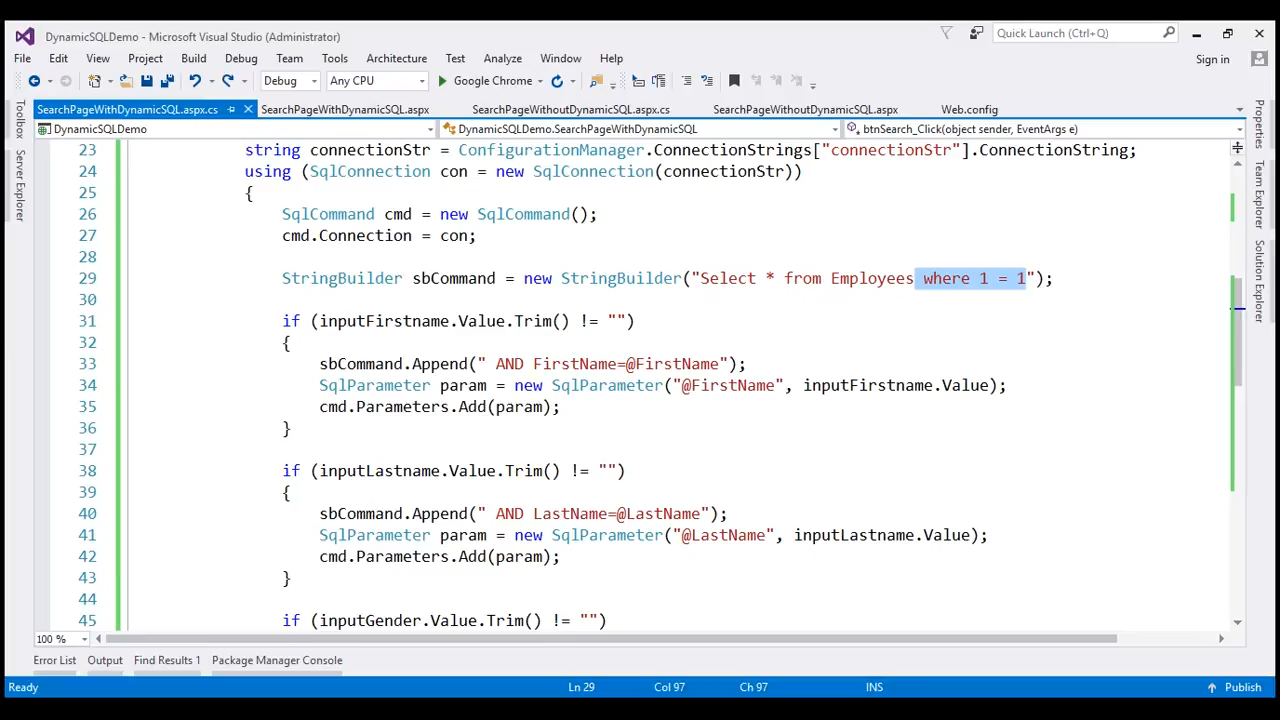 DynamicSQLDemo - Microsoft Visual Studio (Administrator)
Quick Launch (Ctrl+Q)
File Edit View Project Build Debug Team Tools Architecture Test Analyze Window Help
Sign in
Debug Any CPU Google Chrome
SearchPageWithDynamicSQL.aspx.cs SearchPageWithDynamicSQL.aspx SearchPageWithoutDynamicSQL.aspx.cs SearchPageWithoutDynamicSQL.aspx Web.config
DynamicSQLDemo DynamicSQLDemo.SearchPageWithDynamicSQL btnSearch_Click(object sender, EventArgs e)
Toolbox
Server Explorer
23 string connectionStr = ConfigurationManager.ConnectionStrings["connectionStr"].ConnectionString;
24 using (SqlConnection con = new SqlConnection(connectionStr))
25 {
26 SqlCommand cmd = new SqlCommand();
27 cmd.Connection = con;
28
29 StringBuilder sbCommand = new StringBuilder("Select * from Employees where 1 = 1");
30
31 if (inputFirstname.Value.Trim() != "")
32 {
33 sbCommand.Append(" AND FirstName=@FirstName");
34 SqlParameter param = new SqlParameter("@FirstName", inputFirstname.Value);
35 cmd.Parameters.Add(param);
36 }
37
38 if (inputLastname.Value.Trim() != "")
39 {
40 sbCommand.Append(" AND LastName=@LastName");
41 SqlParameter param = new SqlParameter("@LastName", inputLastname.Value);
42 cmd.Parameters.Add(param);
43 }
44
45 if (inputGender.Value.Trim() != "")
Properties
Team Explorer
Solution Explorer
100 %
Error List Output Find Results 1 Package Manager Console
Ready Ln 29 Col 97 Ch 97 INS Publish